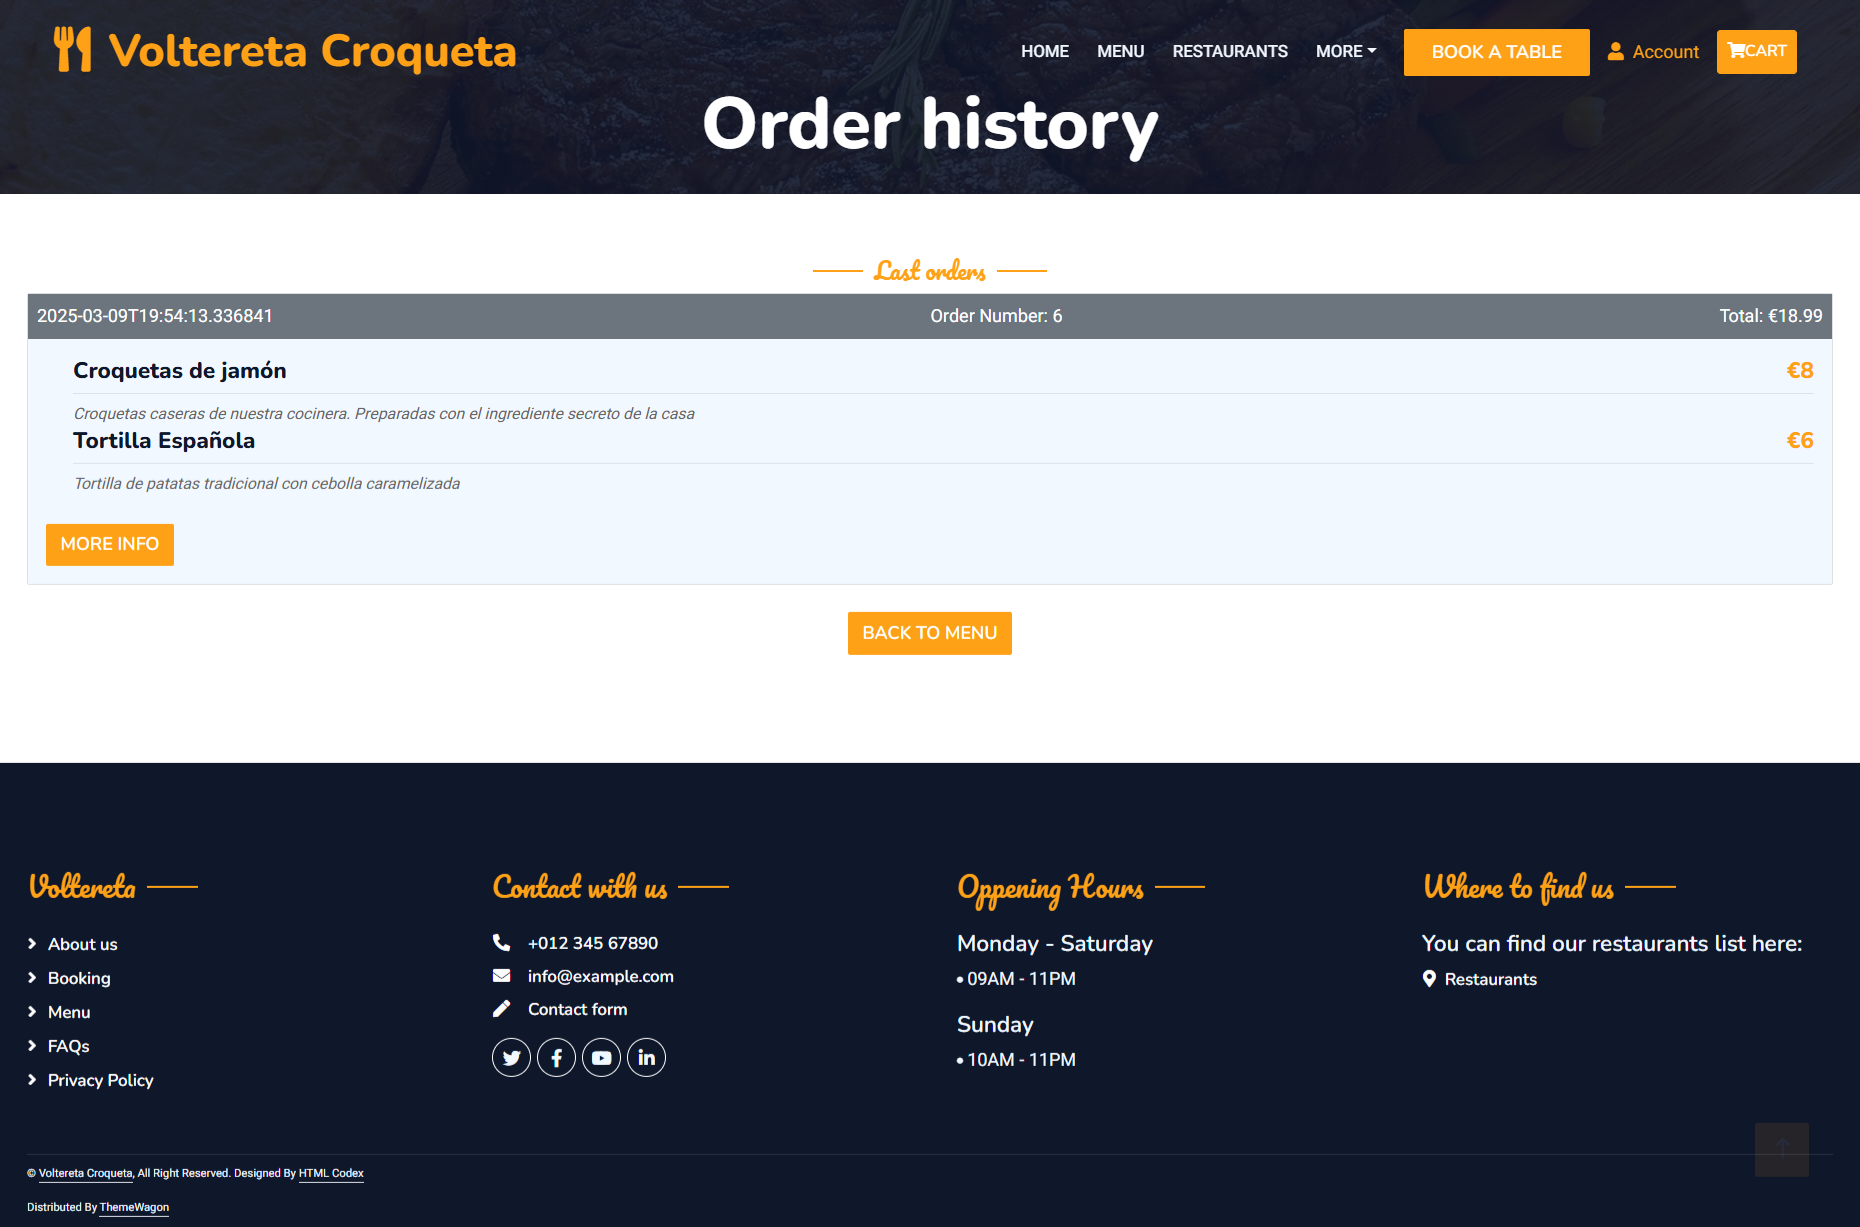 Voltereta Croqueta
HOME MENU RESTAURANTS MORE BOOK A TABLE Account CART
Order history
Last orders
2025-03-09T19:54:13.336841 Order Number: 6 Total: €18.99
Croquetas de jamón €8
Croquetas caseras de nuestra cocinera. Preparadas con el ingrediente secreto de la casa
Tortilla Española €6
Tortilla de patatas tradicional con cebolla caramelizada
MORE INFO
BACK TO MENU
Voltereta
About us
Booking
Menu
FAQs
Privacy Policy
Contact with us
+012 345 67890
info@example.com
Contact form
Oppening Hours
Monday - Saturday
• 09AM - 11PM
Sunday
• 10AM - 11PM
Where to find us
You can find our restaurants list here:
Restaurants
© Voltereta Croqueta, All Right Reserved. Designed By HTML Codex
Distributed By ThemeWagon